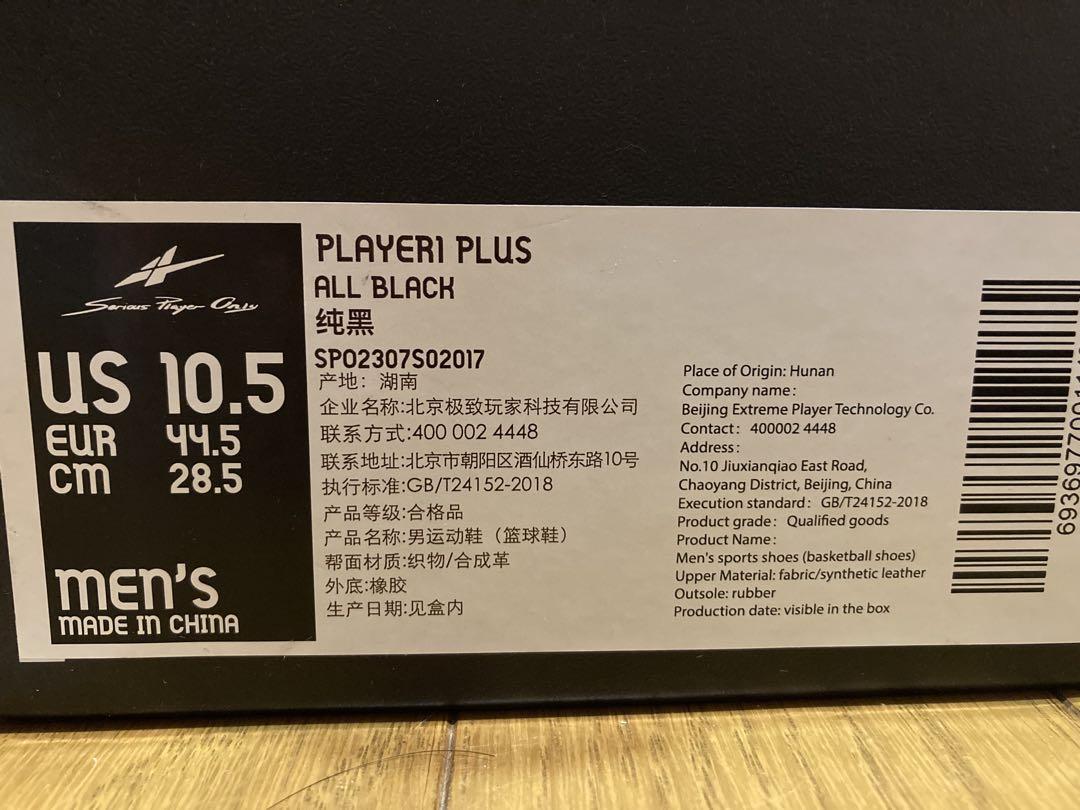 Serious Player Only
US 10.5
EUR 44.5
CM 28.5
MEN'S
MADE IN CHINA
PLAYER1 PLUS
ALL BLACK
纯黑
SP02307S02017
产地：湖南
企业名称:北京极致玩家科技有限公司
联系方式:400 002 4448
联系地址:北京市朝阳区酒仙桥东路10号
执行标准:GB/T24152-2018
产品等级:合格品
产品名称:男运动鞋（篮球鞋）
帮面材质:织物/合成革
外底:橡胶
生产日期:见盒内
Place of Origin: Hunan
Company name:
Beijing Extreme Player Technology Co.
Contact: 400002 4448
Address:
No.10 Jiuxianqiao East Road,
Chaoyang District, Beijing, China
Execution standard: GB/T24152-2018
Product grade: Qualified goods
Product Name:
Men's sports shoes (basketball shoes)
Upper Material: fabric/synthetic leather
Outsole: rubber
Production date: visible in the box